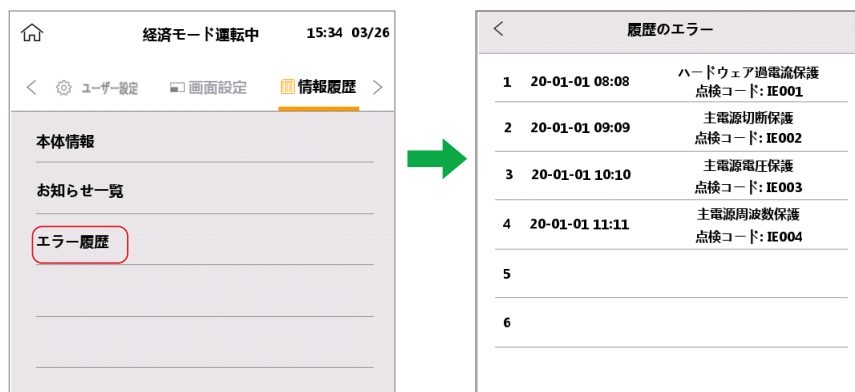 経済モード運転中 15:34 03/26
< ユーザー設定 画面設定 情報履歴 >
本体情報
お知らせ一覧
エラー履歴
< 履歴のエラー
1 20-01-01 08:08 ハードウェア過電流保護
点検コード: IE001
2 20-01-01 09:09 主電源切断保護
点検コード: IE002
3 20-01-01 10:10 主電源電圧保護
点検コード: IE003
4 20-01-01 11:11 主電源周波数保護
点検コード: IE004
5
6